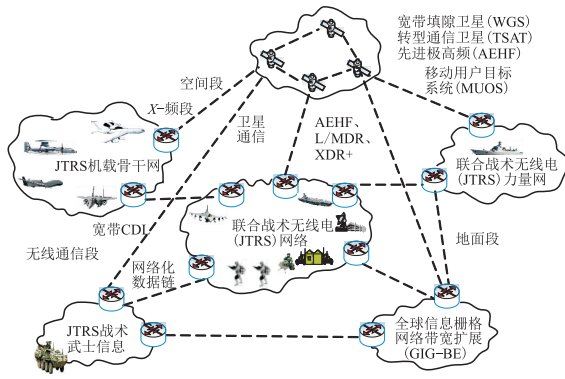 宽带填隙卫星(WGS)
转型通信卫星(TSAT)
先进极高频(AEHF)
移动用户目标
系统(MUOS)
空间段
X-频段
卫星
通信
AEHF、
L/MDR、
XDR+
JTRS机载骨干网
联合战术无线电
(JTRS)力量网
宽带CDL
联合战术无线电
(JTRS)网络
无线通信段
地面段
网络化
数据链
JTRS战术
武士信息
全球信息栅格
网络带宽扩展
(GIG-BE)